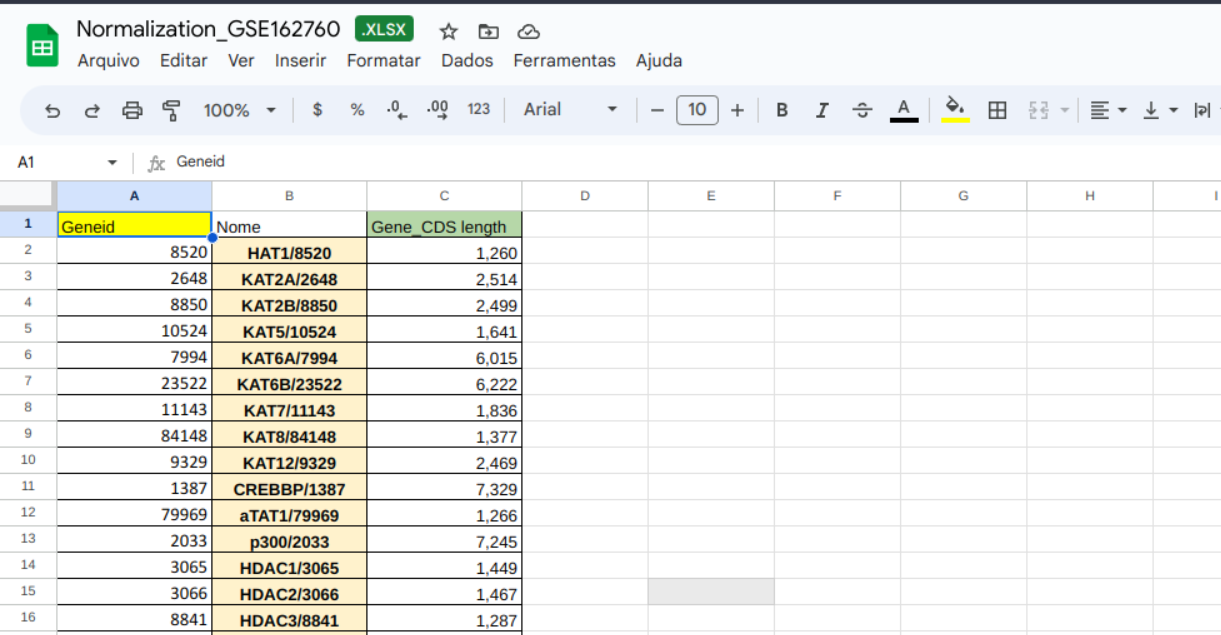 Normalization_GSE162760 .XLSX
Arquivo Editar Ver Inserir Formatar Dados Ferramentas Ajuda
100% $ % .0 .00 123 Arial 10 B I A
A1 fx Geneid
A B C D E F G H I
1 Geneid Nome Gene_CDS length
2 8520 HAT1/8520 1,260
3 2648 KAT2A/2648 2,514
4 8850 KAT2B/8850 2,499
5 10524 KAT5/10524 1,641
6 7994 KAT6A/7994 6,015
7 23522 KAT6B/23522 6,222
8 11143 KAT7/11143 1,836
9 84148 KAT8/84148 1,377
10 9329 KAT12/9329 2,469
11 1387 CREBBP/1387 7,329
12 79969 aTAT1/79969 1,266
13 2033 p300/2033 7,245
14 3065 HDAC1/3065 1,449
15 3066 HDAC2/3066 1,467
16 8841 HDAC3/8841 1,287